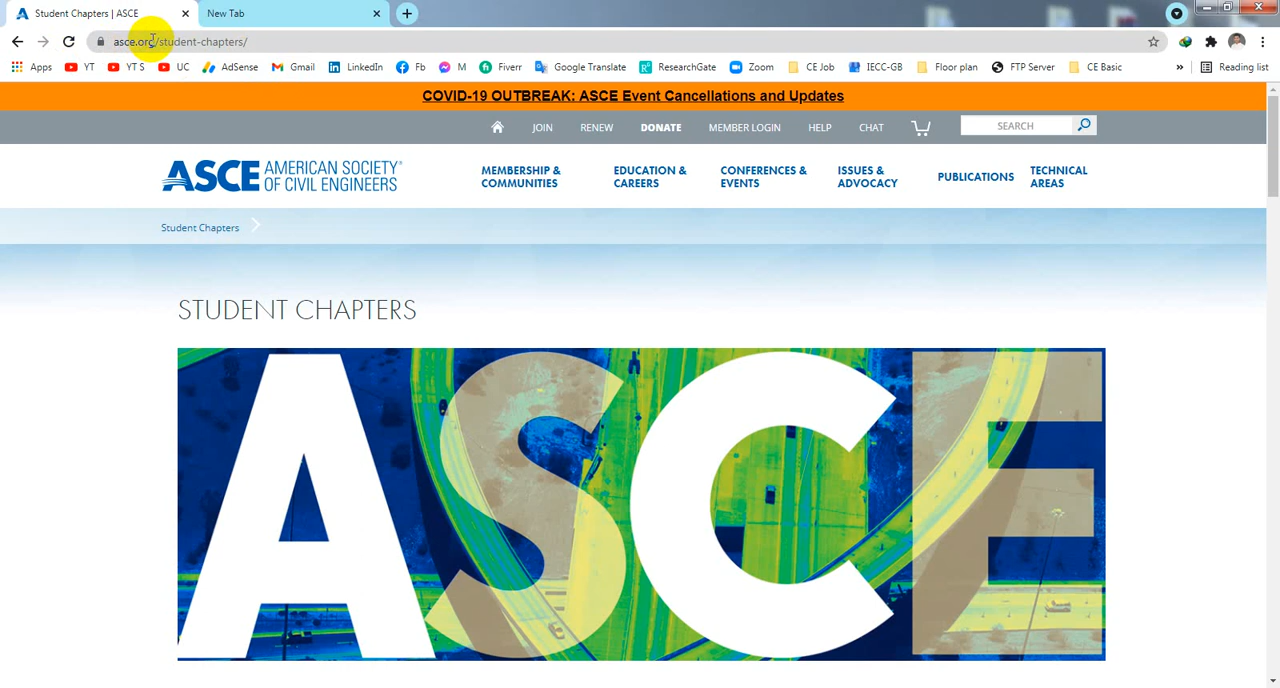 Student Chapters | ASCE
New Tab
asce.org/student-chapters/
Apps YT YT S UC AdSense Gmail LinkedIn Fb M Fiverr Google Translate ResearchGate Zoom CE Job IECC-GB Floor plan FTP Server CE Basic » Reading list
COVID-19 OUTBREAK: ASCE Event Cancellations and Updates
JOIN RENEW DONATE MEMBER LOGIN HELP CHAT SEARCH
ASCE AMERICAN SOCIETY® OF CIVIL ENGINEERS
MEMBERSHIP & COMMUNITIES
EDUCATION & CAREERS
CONFERENCES & EVENTS
ISSUES & ADVOCACY
PUBLICATIONS
TECHNICAL AREAS
Student Chapters
STUDENT CHAPTERS
ASCE